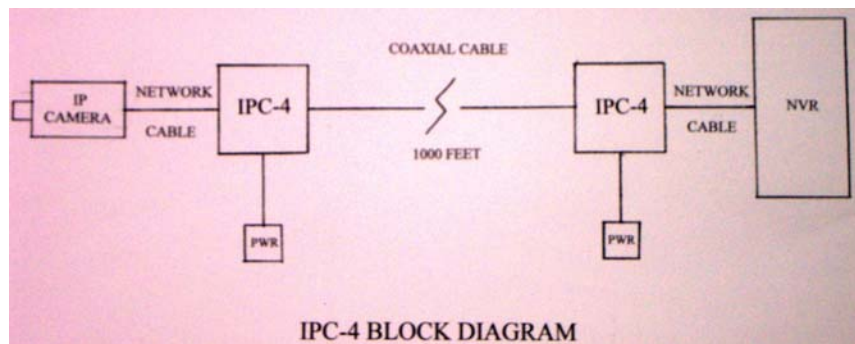 COAXIAL CABLE
IP
CAMERA
NETWORK
CABLE
IPC-4
1000 FEET
IPC-4
NETWORK
CABLE
NVR
PWR
PWR
IPC-4 BLOCK DIAGRAM